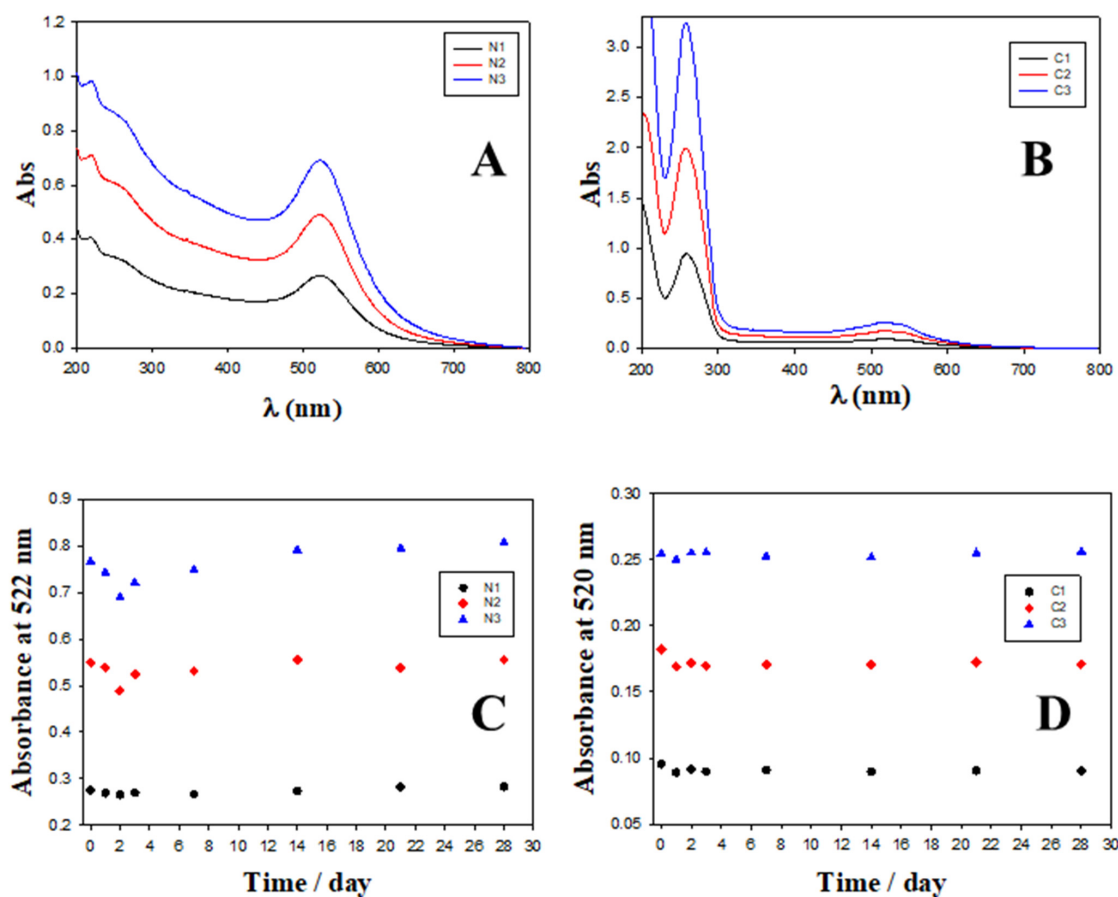 1.2
1.0
0.8
0.6
0.4
0.2
0.0
Abs
N1
N2
N3
A
200 300 400 500 600 700 800
λ (nm)
3.0
2.5
2.0
1.5
1.0
0.5
0.0
Abs
C1
C2
C3
B
200 300 400 500 600 700 800
λ (nm)
0.9
0.8
0.7
0.6
0.5
0.4
0.3
0.2
Absorbance at 522 nm
N1
N2
N3
C
0 2 4 6 8 10 12 14 16 18 20 22 24 26 28 30
Time / day
0.30
0.25
0.20
0.15
0.10
0.05
Absorbance at 520 nm
C1
C2
C3
D
0 2 4 6 8 10 12 14 16 18 20 22 24 26 28 30
Time / day